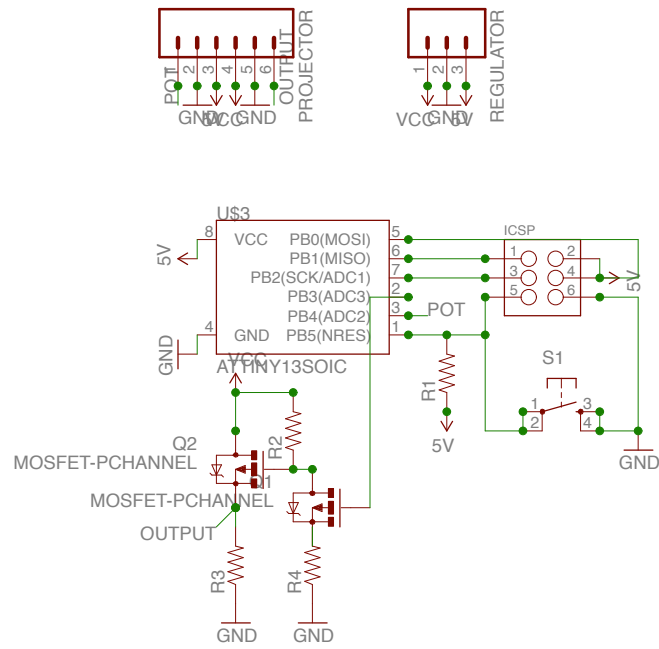 POT
1
2
3
4
5
6
OUTPUT
PROJECTOR
GND
5V
VCC
GND
1
2
3
REGULATOR
VCC
GND
5V
U$3
8
VCC
PB0(MOSI)
5
PB1(MISO)
6
PB2(SCK/ADC1)
7
PB3(ADC3)
2
PB4(ADC2)
3
4
GND
PB5(NRES)
1
ATTINY13SOIC
5V
GND
POT
ICSP
1
2
3
4
5
6
5V
R1
5V
S1
1
3
2
4
GND
VCC
R2
Q2
MOSFET-PCHANNEL
Q1
MOSFET-PCHANNEL
OUTPUT
R3
R4
GND
GND